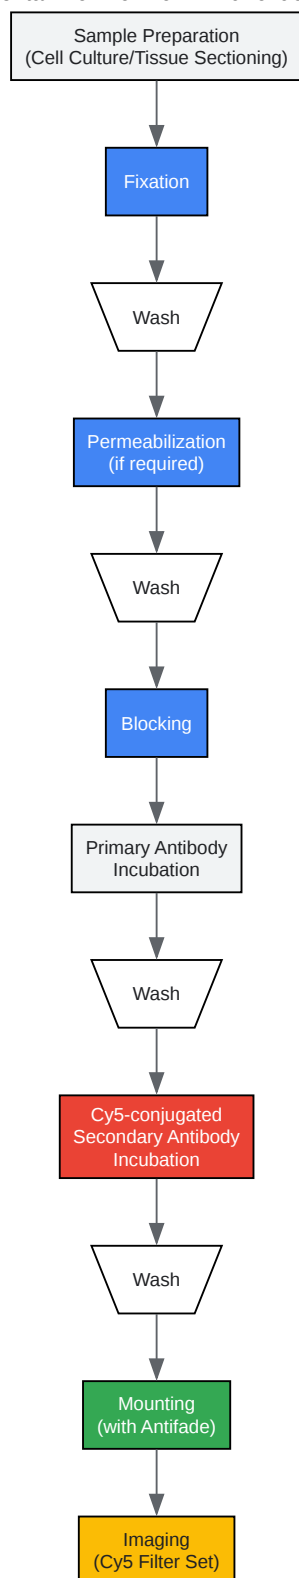 Sample Preparation
(Cell Culture/Tissue Sectioning)
Fixation
Wash
Permeabilization
(if required)
Wash
Blocking
Primary Antibody
Incubation
Wash
Cy5-conjugated
Secondary Antibody
Incubation
Wash
Mounting
(with Antifade)
Imaging
(Cy5 Filter Set)